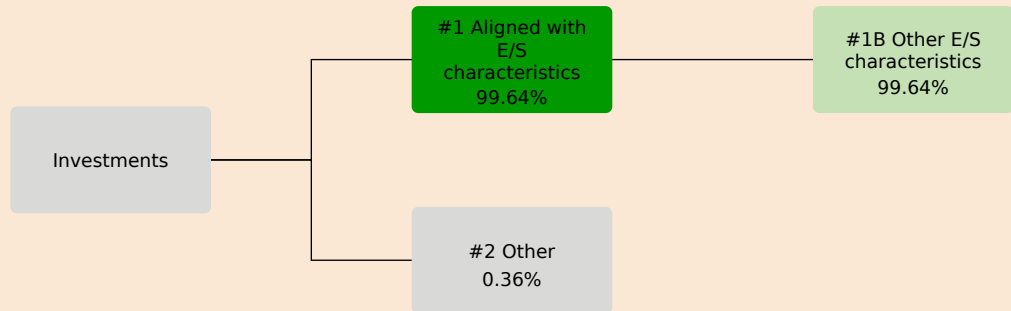 #1 Aligned with
E/S
characteristics
99.64%
#1B Other E/S
characteristics
99.64%
Investments
#2 Other
0.36%